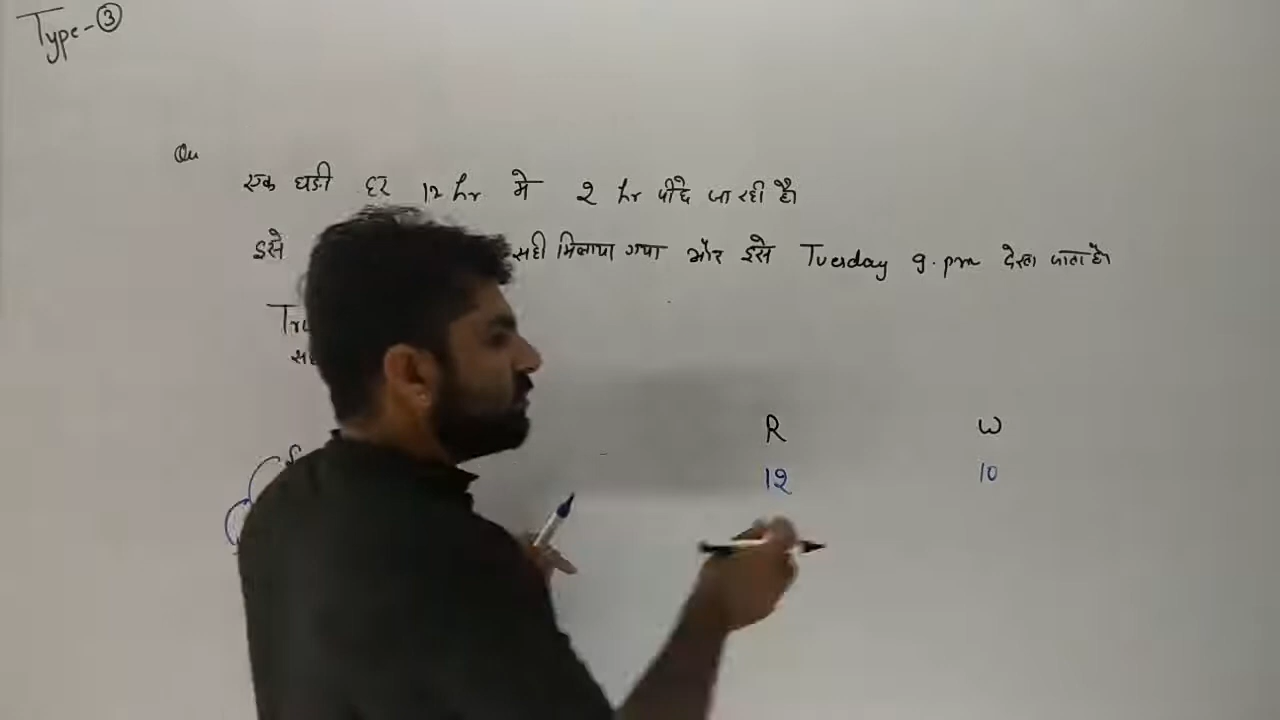 Type-③
Qu
एक घड़ी हर 12 hr में 2 hr पीछे जा रही है।
इसे सही मिलाया गया और इसे Tuesday 9.pm देखा जाता है।
R W
12 10